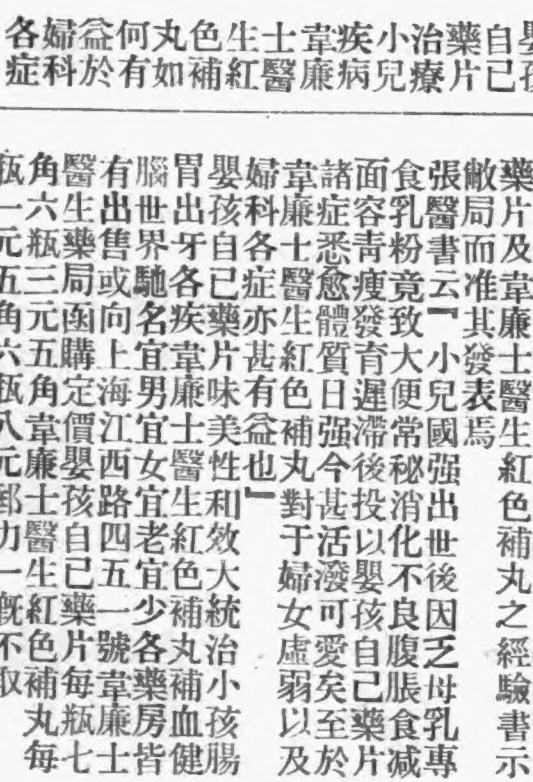 嬰孩
自已
藥片
治療
小兒
疾病
韋廉
士醫
生紅
色補
丸如
何有
益於
婦科
各症
藥片及韋廉士醫生紅色補丸之經驗書示
敝局而准其發表焉
張醫書云『小兒國强出世後因乏母乳專
食乳粉竟致大便常秘消化不良腹脹食減
面容靑瘦發育遲滯後投以嬰孩自己藥片
諸症悉愈體質日强今甚活潑可愛矣至於
韋廉士醫生紅色補丸對于婦女虛弱以及
婦科各症亦甚有益也』
嬰孩自已藥片味美性和效大統治小孩腸
胃出牙各疾韋廉士醫生紅色補丸補血健
腦世界馳名宜男宜女宜老宜少各藥房皆
有出售或向上海江西路四五一號韋廉士
醫生藥局函購定價嬰孩自已藥片每瓶七
角六瓶三元五角韋廉士醫生紅色補丸每
瓶一元五角六瓶八元郵力一概不取